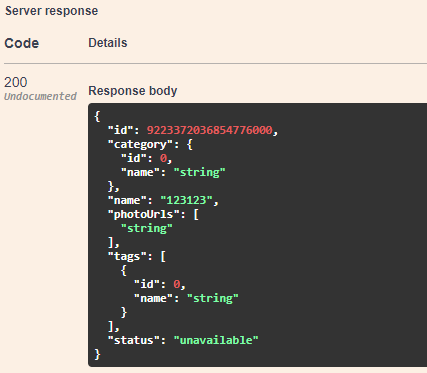 Server response
Code Details
200
Undocumented
Response body
{
  "id": 9223372036854776000,
  "category": {
    "id": 0,
    "name": "string"
  },
  "name": "123123",
  "photoUrls": [
    "string"
  ],
  "tags": [
    {
      "id": 0,
      "name": "string"
    }
  ],
  "status": "unavailable"
}